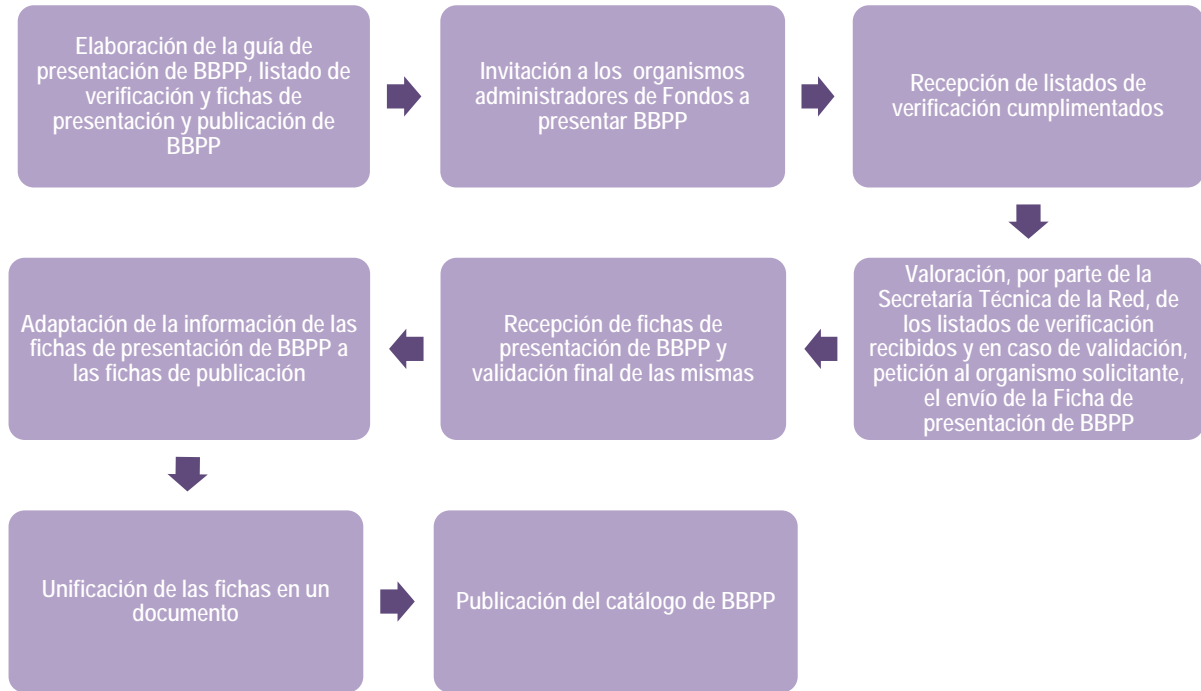 Elaboración de la guía de
presentación de BBPP, listado de
verificación y fichas de
presentación y publicación de
BBPP
Invitación a los organismos
administradores de Fondos a
presentar BBPP
Recepción de listados de
verificación cumplimentados
Valoración, por parte de la
Secretaría Técnica de la Red, de
los listados de verificación
recibidos y en caso de validación,
petición al organismo solicitante,
el envío de la Ficha de
presentación de BBPP
Recepción de fichas de
presentación de BBPP y
validación final de las mismas
Adaptación de la información de las
fichas de presentación de BBPP a
las fichas de publicación
Unificación de las fichas en un
documento
Publicación del catálogo de BBPP